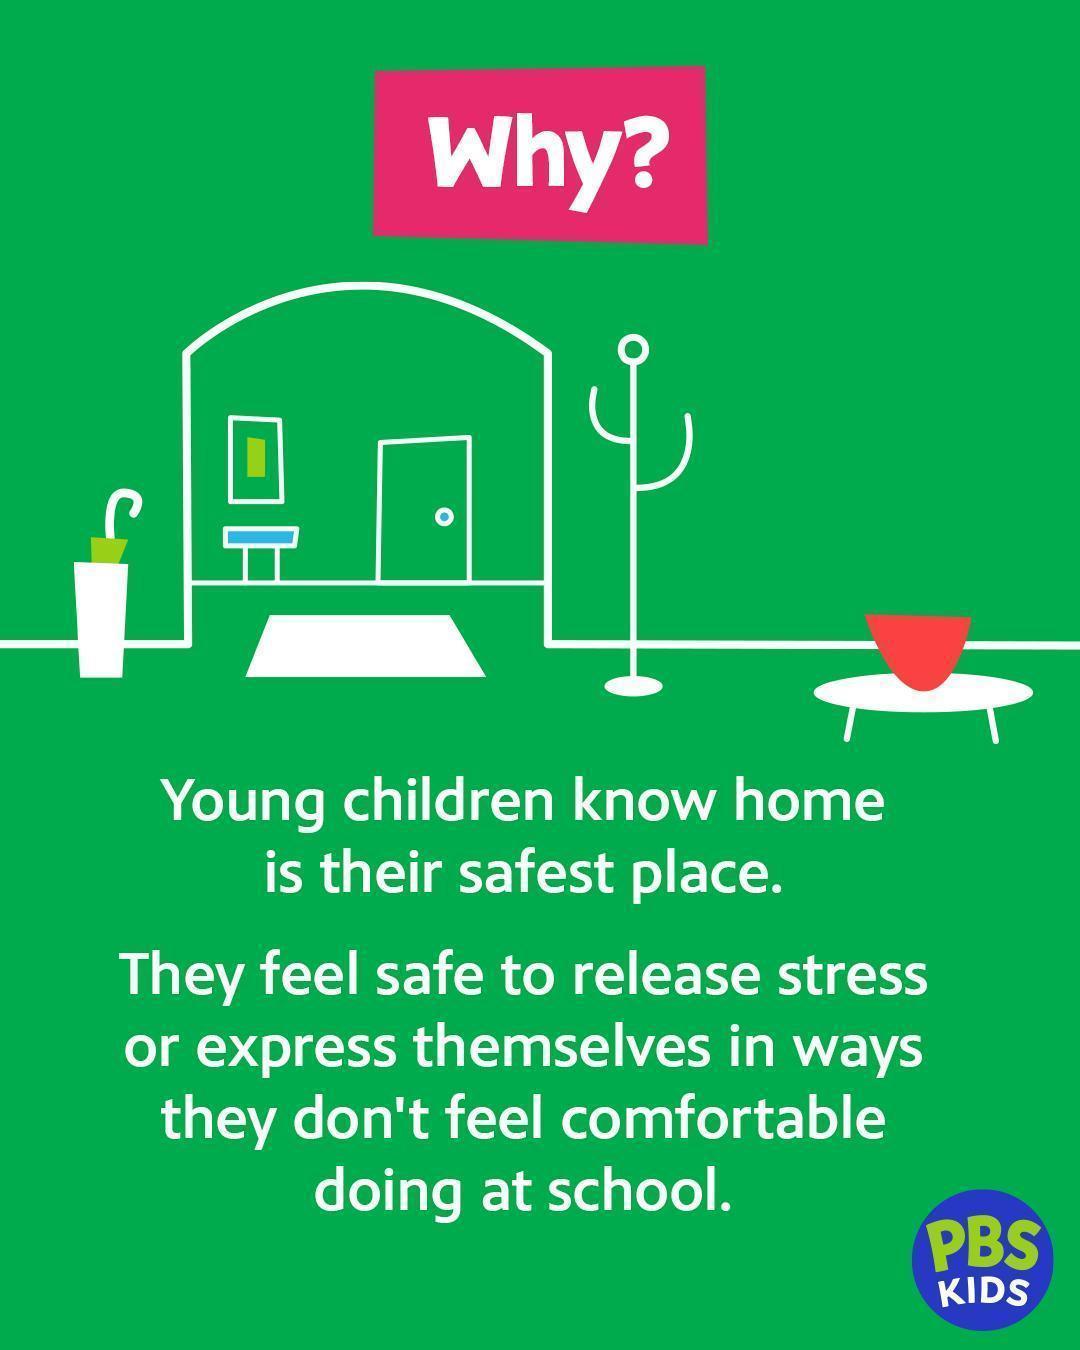 Why?
Young children know home
is their safest place.
They feel safe to release stress
or express themselves in ways
they don't feel comfortable
doing at school.
PBS
KIDS